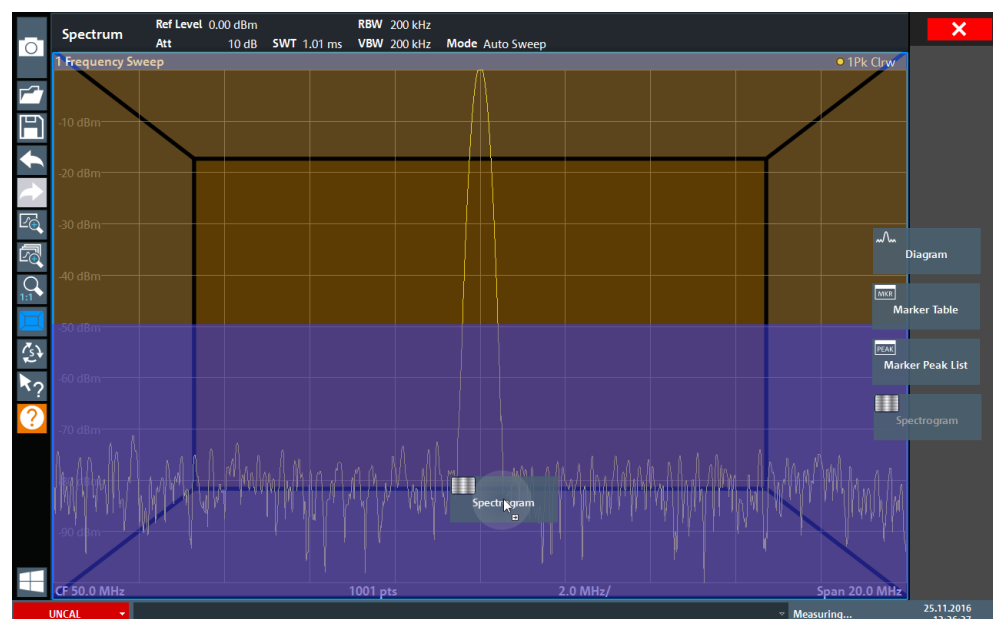 Spectrum
Ref Level 0.00 dBm RBW 200 kHz
Att 10 dB SWT 1.01 ms VBW 200 kHz Mode Auto Sweep
1 Frequency Sweep 1Pk Clrw
-10 dBm
-20 dBm
-30 dBm
-40 dBm
-50 dBm
-60 dBm
-70 dBm
-90 dBm
1:1
Diagram
MKR
Marker Table
PEAK
Marker Peak List
Spectrogram
Spectrogram
CF 50.0 MHz 1001 pts 2.0 MHz/ Span 20.0 MHz
UNCAL
Measuring...
25.11.2016